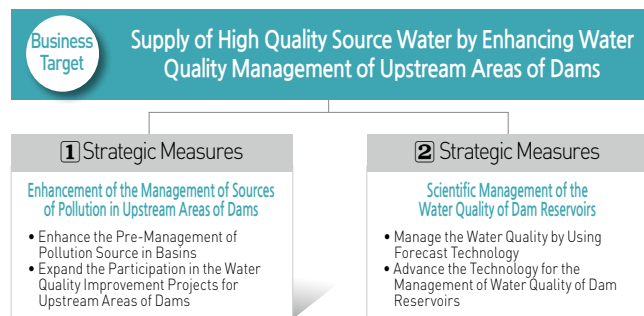 Business
Target
Supply of High Quality Source Water by Enhancing Water
Quality Management of Upstream Areas of Dams
1 Strategic Measures
Enhancement of the Management of Sources
of Pollution in Upstream Areas of Dams
• Enhance the Pre-Management of
Pollution Source in Basins
• Expand the Participation in the Water
Quality Improvement Projects for
Upstream Areas of Dams
2 Strategic Measures
Scientific Management of the
Water Quality of Dam Reservoirs
• Manage the Water Quality by Using
Forecast Technology
• Advance the Technology for the
Management of Water Quality of Dam
Reservoirs